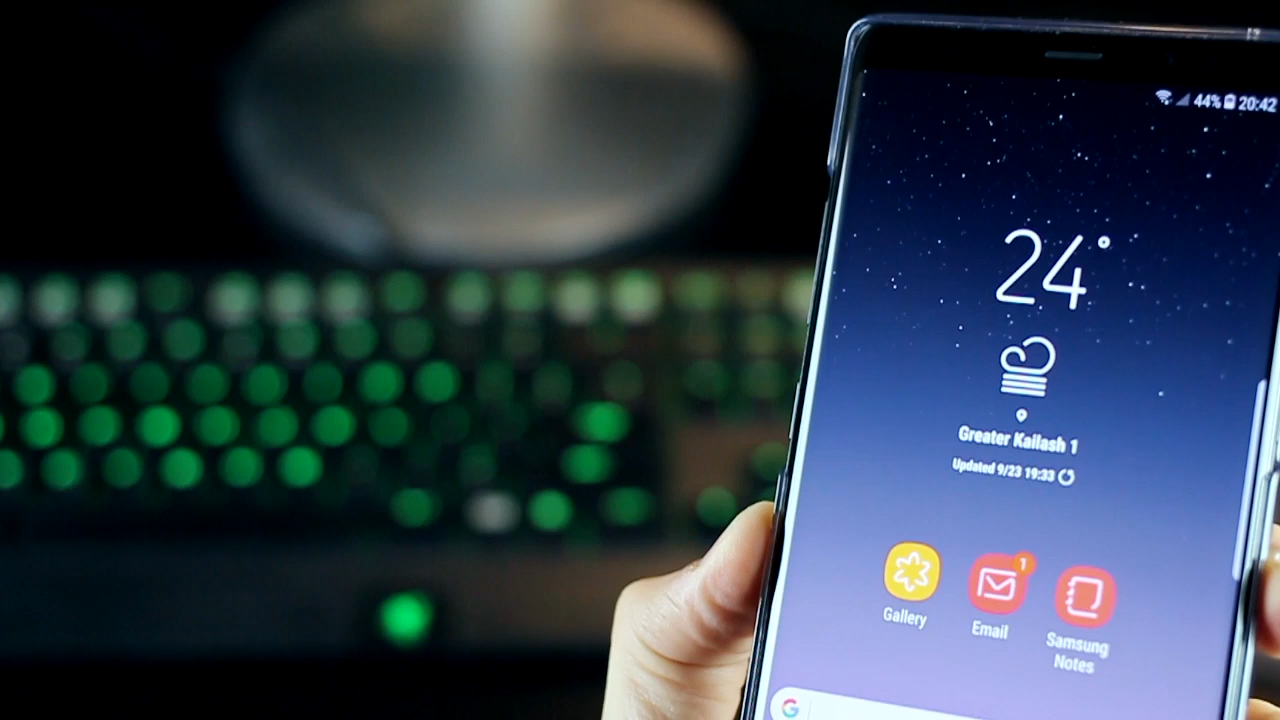 44% 20:42
24°
Greater Kailash 1
Updated 9/23 19:33
1
Gallery
Email
Samsung
Notes
G